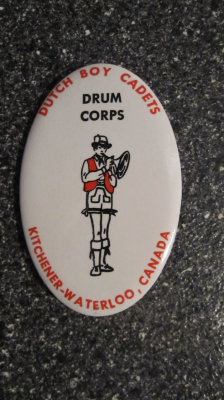 DUTCH BOY CADETS
DRUM
CORPS
KITCHENER-WATERLOO, CANADA